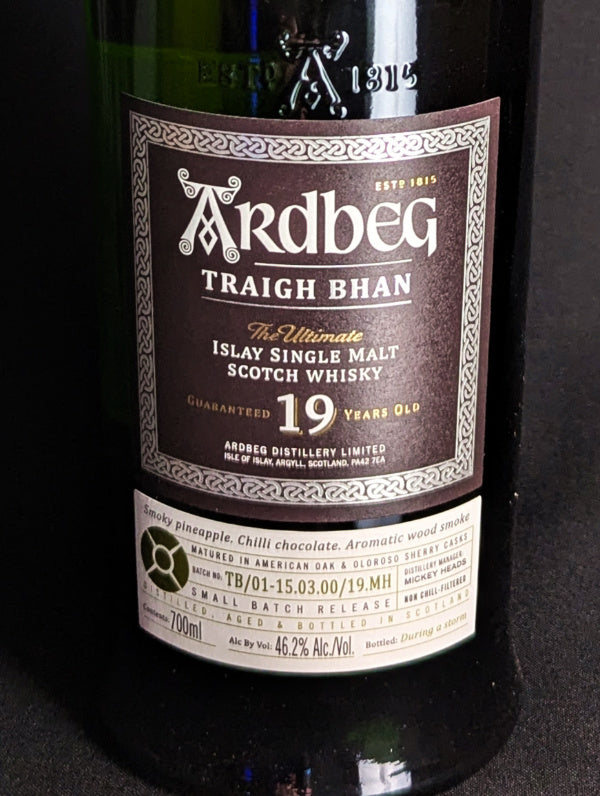 ESTD 1815
ESTD 1815
ARDBEG
TRAIGH BHAN
The Ultimate
ISLAY SINGLE MALT
SCOTCH WHISKY
GUARANTEED 19 YEARS OLD
ARDBEG DISTILLERY LIMITED
ISLE OF ISLAY, ARGYLL, SCOTLAND, PA42 7EA
Smoky pineapple. Chilli chocolate. Aromatic wood smoke
MATURED IN AMERICAN OAK & OLOROSO SHERRY CASKS
BATCH NO: TB/01-15.03.00/19.MH
DISTILLERY MANAGER:
MICKEY HEADS
SMALL BATCH RELEASE
NON CHILL-FILTERED
DISTILLED, AGED & BOTTLED IN SCOTLAND
Contents: 700ml
Alc By Vol: 46.2% Alc./Vol.
Bottled: During a storm